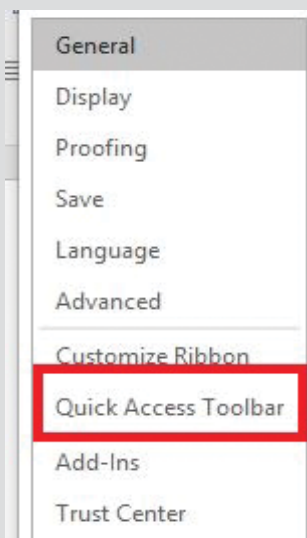 General
Display
Proofing
Save
Language
Advanced
Customize Ribbon
Quick Access Toolbar
Add-Ins
Trust Center